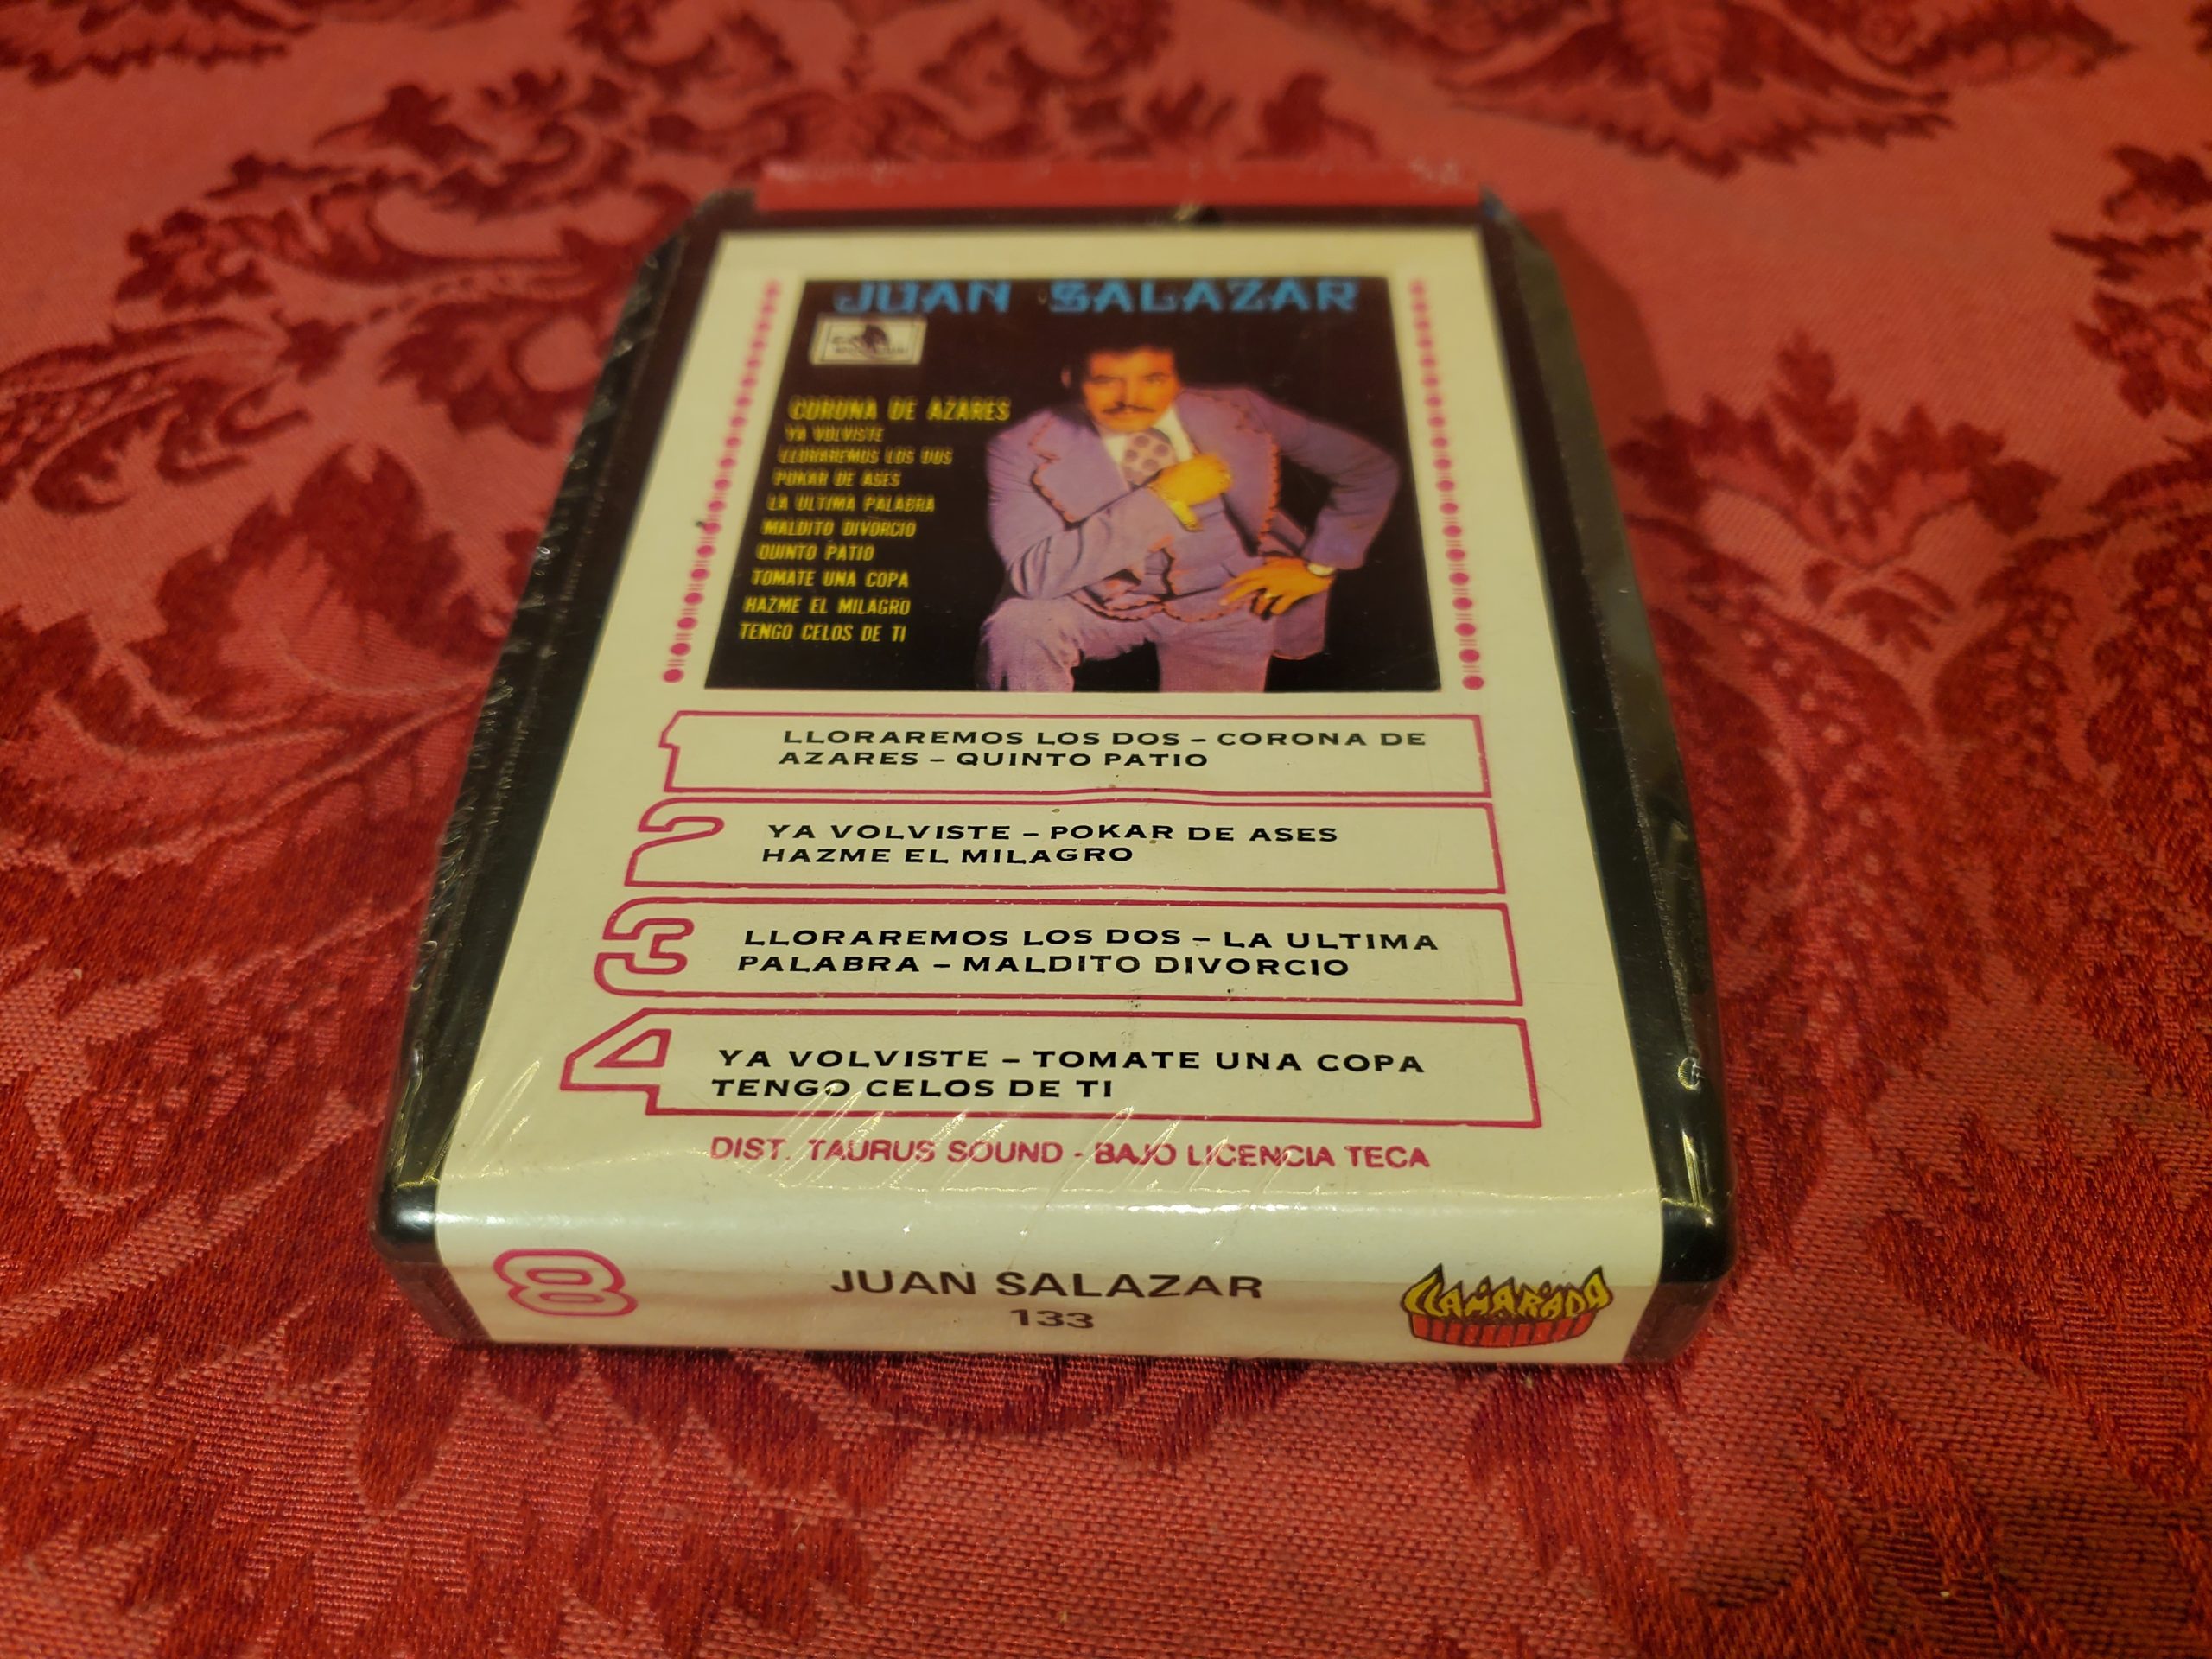 JUAN SALAZAR
CORONA DE AZARES
YA VOLVISTE
LLORAREMOS LOS DOS
POKAR DE ASES
LA ULTIMA PALABRA
MALDITO DIVORCIO
QUINTO PATIO
TOMATE UNA COPA
HAZME EL MILAGRO
TENGO CELOS DE TI
1
LLORAREMOS LOS DOS – CORONA DE
AZARES – QUINTO PATIO
2
YA VOLVISTE – POKAR DE ASES
HAZME EL MILAGRO
3
LLORAREMOS LOS DOS – LA ULTIMA
PALABRA – MALDITO DIVORCIO
4
YA VOLVISTE – TOMATE UNA COPA
TENGO CELOS DE TI
DIST. TAURUS SOUND - BAJO LICENCIA TECA
8
JUAN SALAZAR
133
LLAMARADA